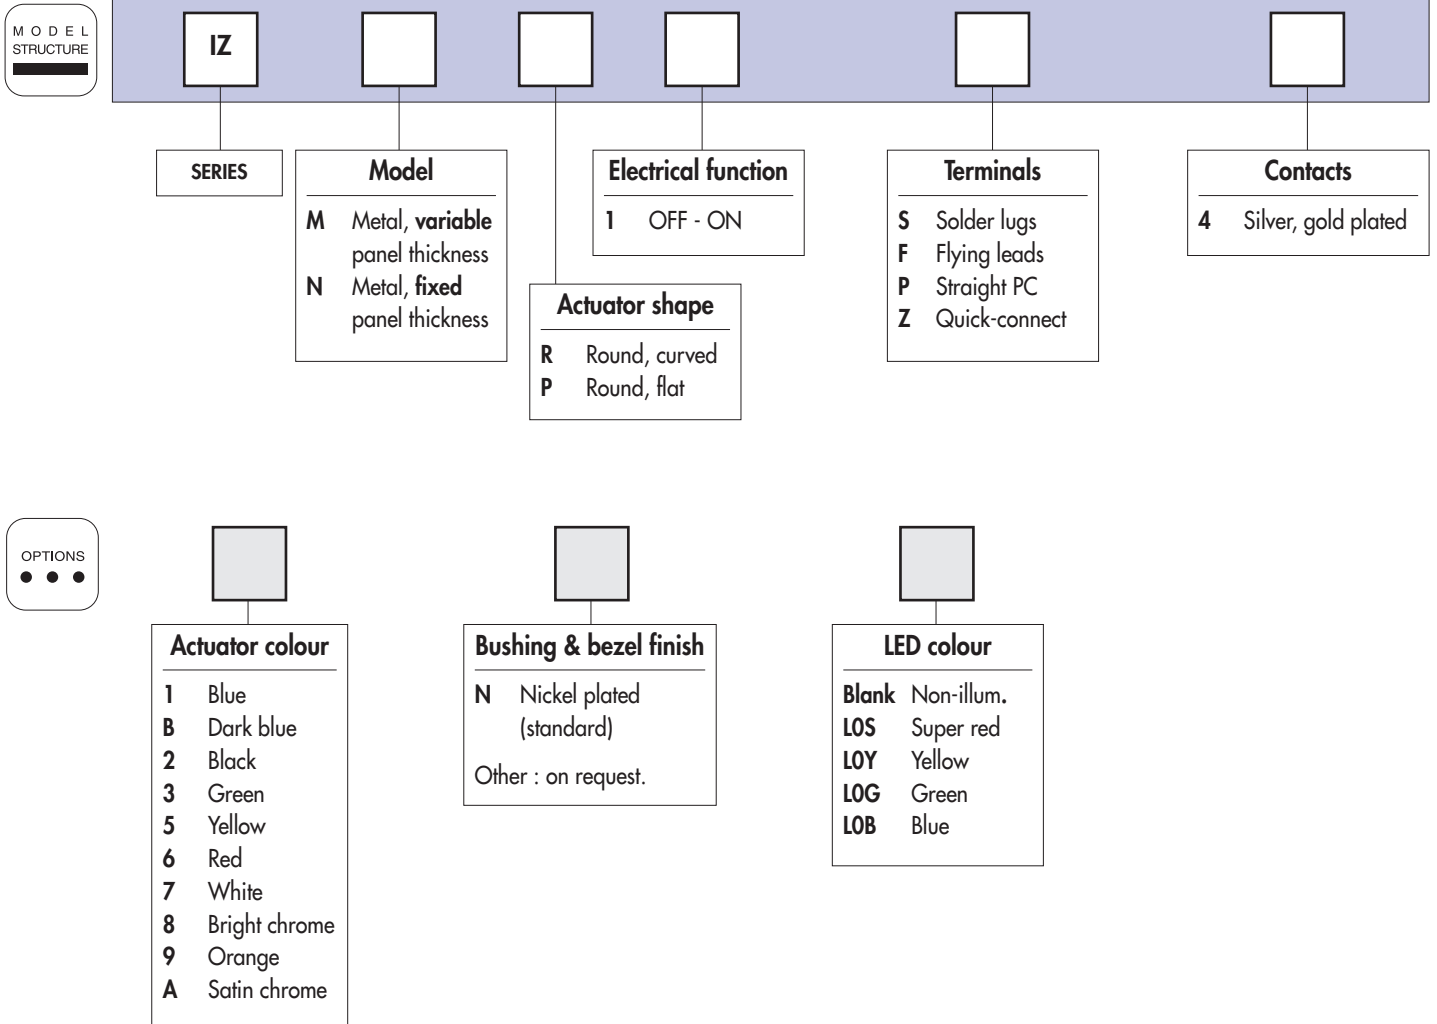 MODEL
STRUCTURE
IZ
SERIES
Model
M Metal, variable
panel thickness
N Metal, fixed
panel thickness
Actuator shape
R Round, curved
P Round, flat
Electrical function
1 OFF - ON
Terminals
S Solder lugs
F Flying leads
P Straight PC
Z Quick-connect
Contacts
4 Silver, gold plated
OPTIONS
Actuator colour
1 Blue
B Dark blue
2 Black
3 Green
5 Yellow
6 Red
7 White
8 Bright chrome
9 Orange
A Satin chrome
Bushing & bezel finish
N Nickel plated
(standard)
Other : on request.
LED colour
Blank Non-illum.
L0S Super red
L0Y Yellow
L0G Green
L0B Blue